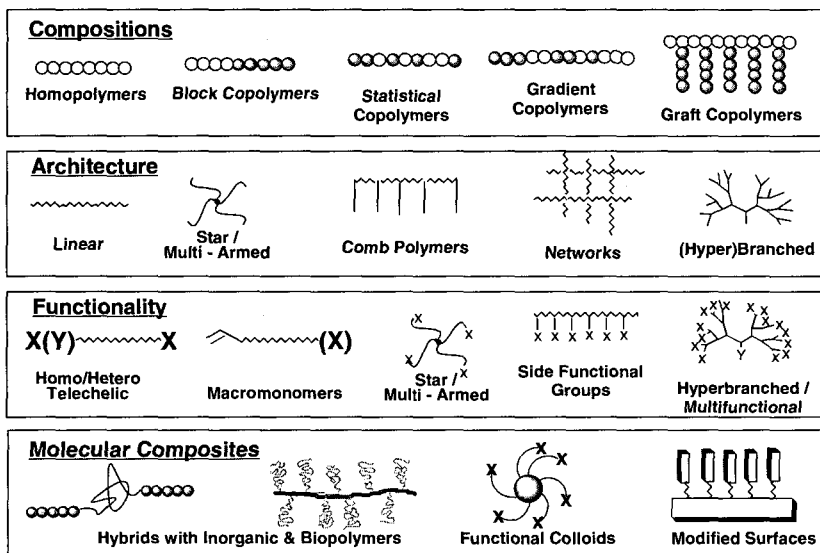 Compositions
Homopolymers
Block Copolymers
Statistical
Copolymers
Gradient
Copolymers
Graft Copolymers
Architecture
Linear
Star /
Multi - Armed
Comb Polymers
Networks
(Hyper)Branched
Functionality
X(Y) X
Homo/Hetero
Telechelic
(X)
Macromonomers
X X X X
Star /
Multi - Armed
X X X X X X
Side Functional
Groups
X X X X X X X X X X X X X X X X
Y
Hyperbranched /
Multifunctional
Molecular Composites
Hybrids with Inorganic & Biopolymers
X X X X X X
Functional Colloids
Modified Surfaces